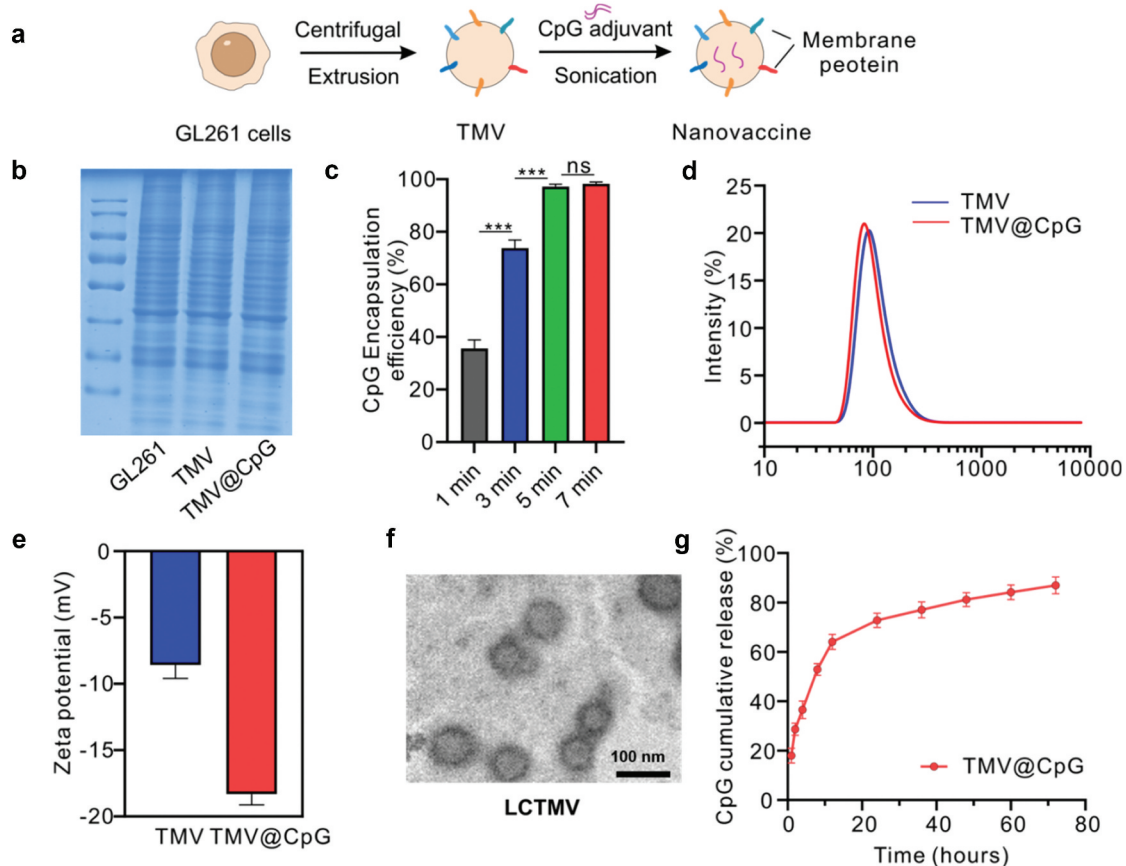 a
Centrifugal
Extrusion
CpG adjuvant
Sonication
Membrane
peotein
GL261 cells
TMV
Nanovaccine
b
GL261
TMV
TMV@CpG
c
CpG Encapsulation
efficiency (%)
100
80
60
40
20
0
***
***
ns
1 min
3 min
5 min
7 min
d
Intensity (%)
25
20
15
10
5
0
TMV
TMV@CpG
10
100
1000
10000
e
Zeta potential (mV)
0
-5
-10
-15
-20
TMV
TMV@CpG
f
100 nm
LCTMV
g
CpG cumulative release (%)
100
80
60
40
20
0
TMV@CpG
0
20
40
60
80
Time (hours)